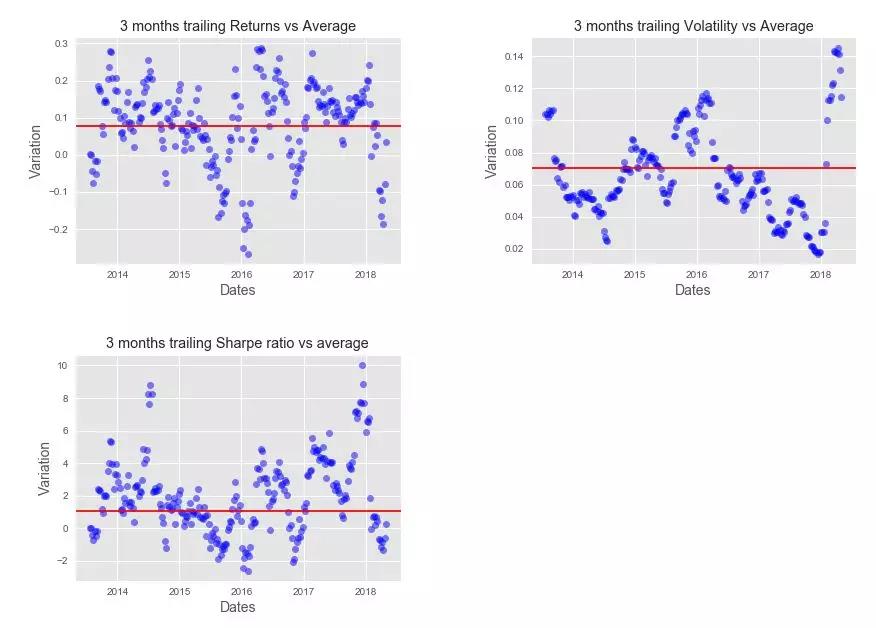 3 months trailing Returns vs Average
0.3
0.2
0.1
0.0
−0.1
−0.2
Variation
2014 2015 2016 2017 2018
Dates
3 months trailing Volatility vs Average
0.14
0.12
0.10
0.08
0.06
0.04
0.02
Variation
2014 2015 2016 2017 2018
Dates
3 months trailing Sharpe ratio vs average
10
8
6
4
2
0
−2
Variation
2014 2015 2016 2017 2018
Dates